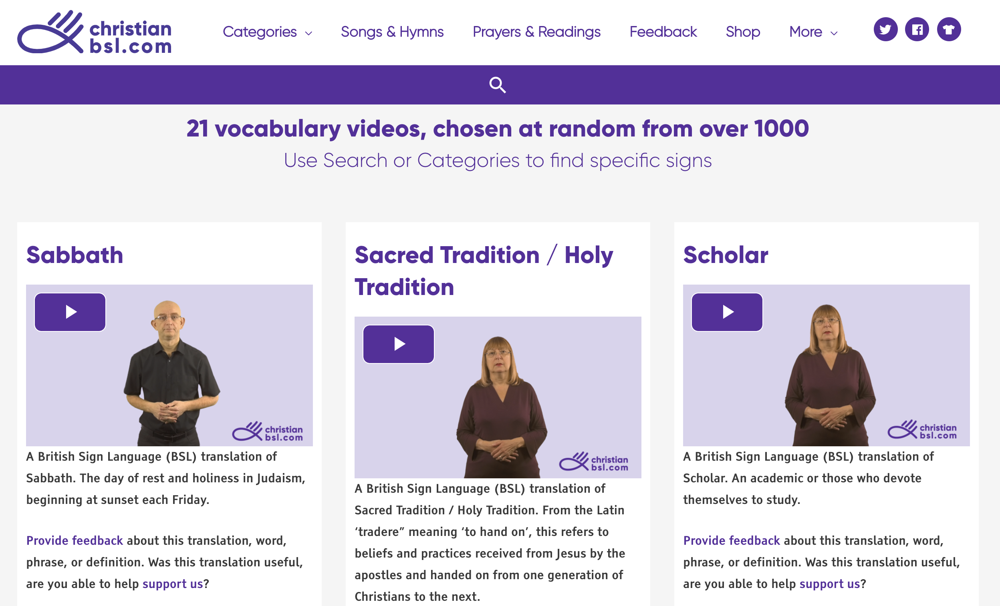 christian
bsl.com
Categories
Songs & Hymns
Prayers & Readings
Feedback
Shop
More
21 vocabulary videos, chosen at random from over 1000
Use Search or Categories to find specific signs
Sabbath
christian
bsl.com
A British Sign Language (BSL) translation of
Sabbath. The day of rest and holiness in Judaism,
beginning at sunset each Friday.
Provide feedback about this translation, word,
phrase, or definition. Was this translation useful,
are you able to help support us?
Sacred Tradition / Holy
Tradition
christian
bsl.com
A British Sign Language (BSL) translation of
Sacred Tradition / Holy Tradition. From the Latin
‘tradere” meaning ‘to hand on’, this refers to
beliefs and practices received from Jesus by the
apostles and handed on from one generation of
Christians to the next.
Scholar
christian
bsl.com
A British Sign Language (BSL) translation of
Scholar. An academic or those who devote
themselves to study.
Provide feedback about this translation, word,
phrase, or definition. Was this translation useful,
are you able to help support us?